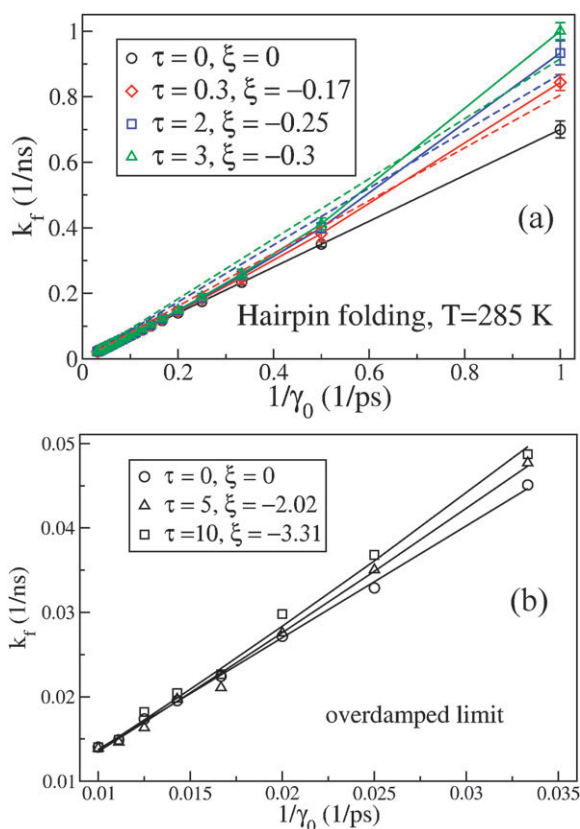 1
0.8
0.6
0.4
0.2
0
k_f (1/ns)
τ = 0, ξ = 0
τ = 0.3, ξ = −0.17
τ = 2, ξ = −0.25
τ = 3, ξ = −0.3
(a)
Hairpin folding, T=285 K
0 0.2 0.4 0.6 0.8 1
1/γ₀ (1/ps)
0.05
0.04
0.03
0.02
0.01
k_f (1/ns)
τ = 0, ξ = 0
τ = 5, ξ = −2.02
τ =10, ξ = −3.31
(b)
overdamped limit
0.01 0.015 0.02 0.025 0.03 0.035
1/γ₀ (1/ps)